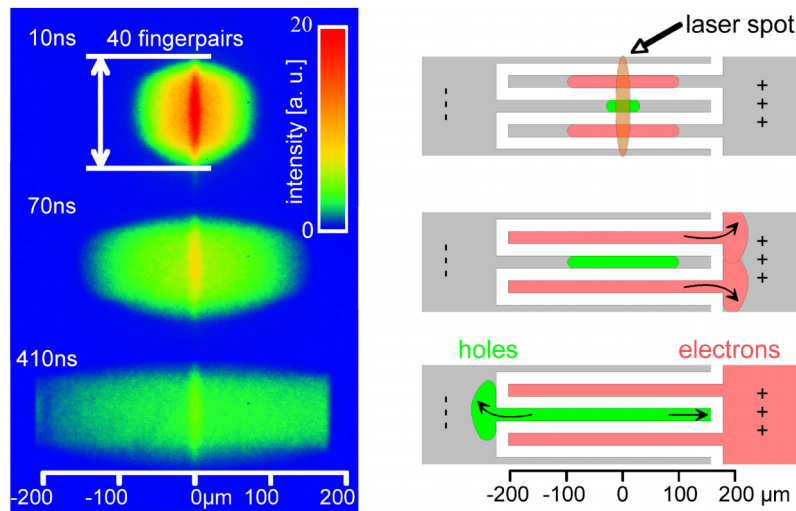 10ns
40 fingerpairs
20
intensity [a. u.]
0
70ns
410ns
-200 -100 0µm 100 200
laser spot
- - -
+ + +
- - -
+ + +
holes
electrons
- - -
+ + +
-200 -100 0 100 200 µm